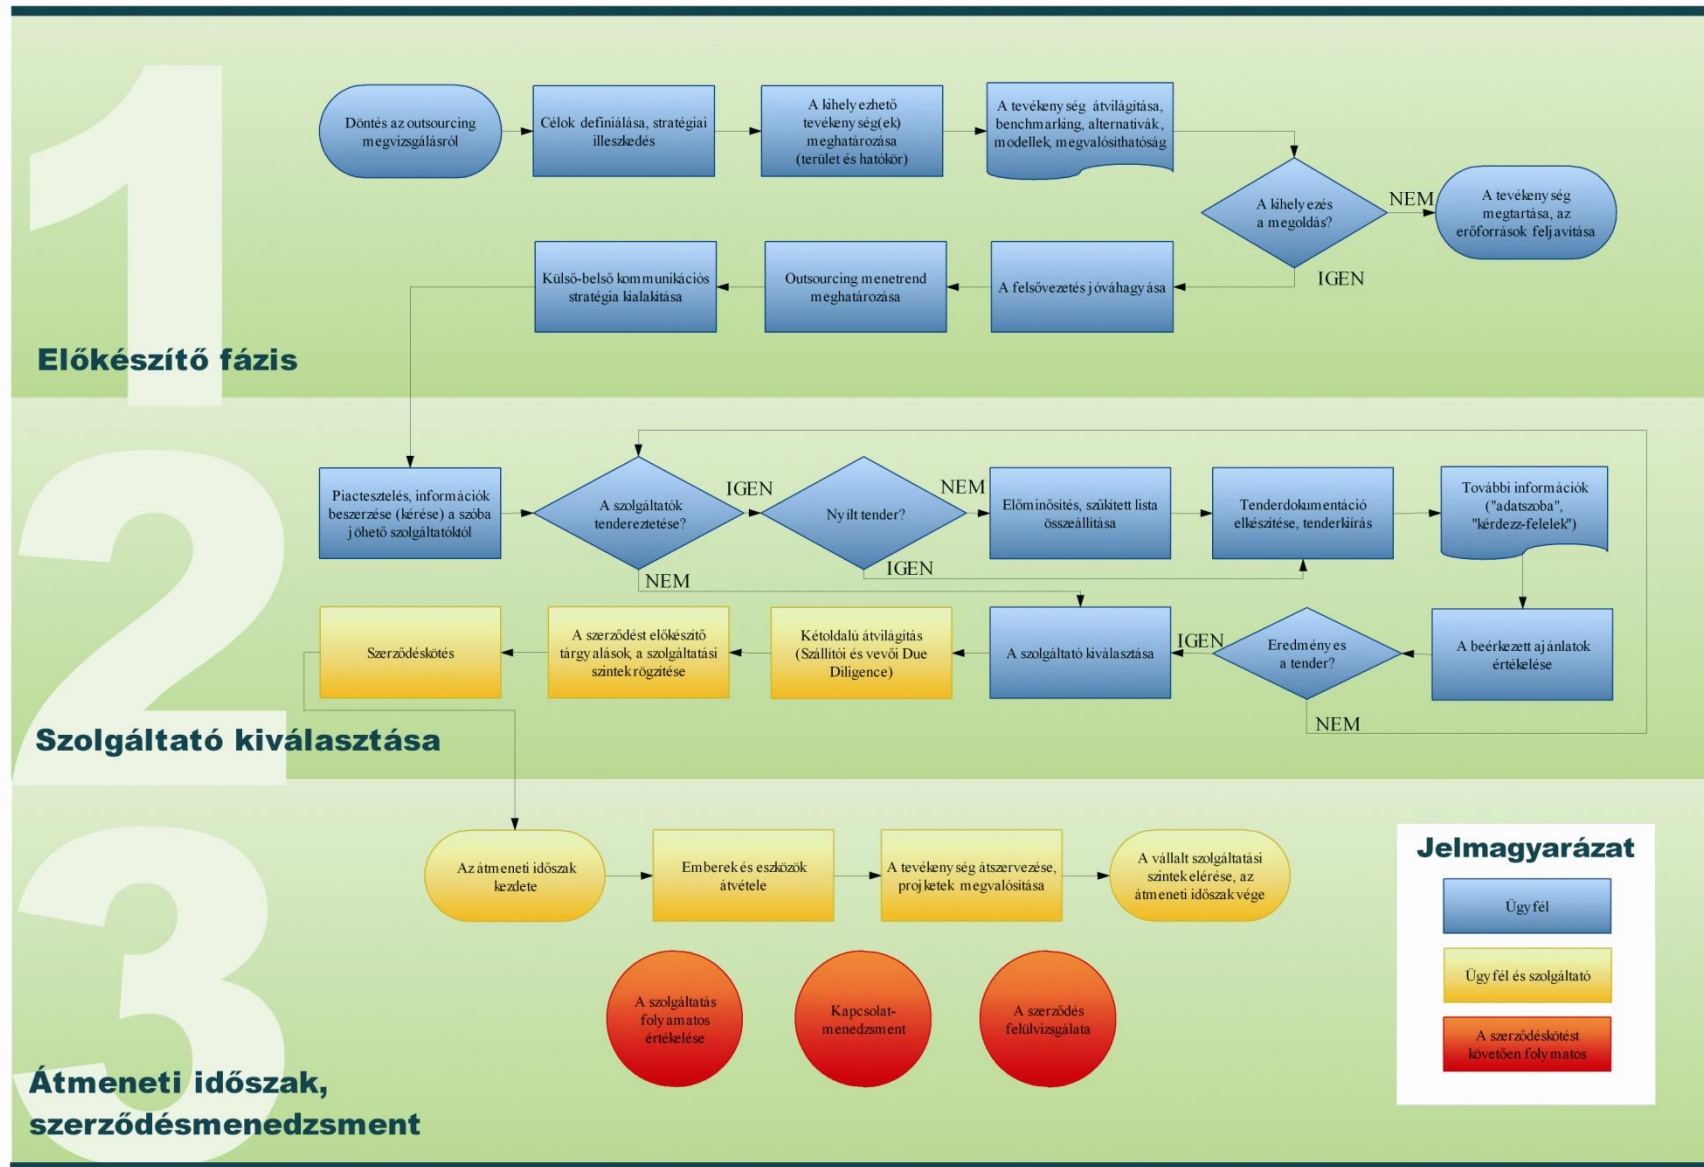 1
Döntés az outsourcing
megvizsgálásról
Célok definiálása, stratégiai
illeszkedés
A kihelyezhető
tevékenység(ek)
meghatározása
(terület és hatókör)
A tevékenység átvilágítása,
benchmarking, alternatívák,
modellek, megvalósíthatóság
A kihelyezés
a megoldás?
NEM
A tevékenység
megtartása, az
erőforrások feljavítása
IGEN
A felsővezetés jóváhagyása
Outsourcing menetrend
meghatározása
Külső-belső kommunikációs
stratégia kialakítása
Előkészítő fázis
2
Piactesztelés, információk
beszerzése (kérése) a szóba
jöhető szolgáltatóktól
A szolgáltatók
tendereztetése?
IGEN
NEM
Nyílt tender?
NEM
IGEN
Előminősítés, szűkített lista
összeállítása
Tenderdokumentáció
elkészítése, tenderkiírás
További információk
("adatszoba",
"kérdezz-felelek")
A beérkezett ajánlatok
értékelése
Eredményes
a tender?
IGEN
NEM
A szolgáltató kiválasztása
Kétoldalú átvilágítás
(Szállítói és vevői Due
Diligence)
A szerződést előkészítő
tárgyalások, a szolgáltatási
szintek rögzítése
Szerződéskötés
Szolgáltató kiválasztása
3
Az átmeneti időszak
kezdete
Emberek és eszközök
átvétele
A tevékenység átszervezése,
projketek megvalósítása
A vállalt szolgáltatási
szintek elérése, az
átmeneti időszak vége
A szolgáltatás
folyamatos
értékelése
Kapcsolat-
menedzsment
A szerződés
felülvizsgálata
Átmeneti időszak,
szerződésmenedzsment
Jelmagyarázat
Ügyfél
Ügyfél és szolgáltató
A szerződéskötést
követően folymatos